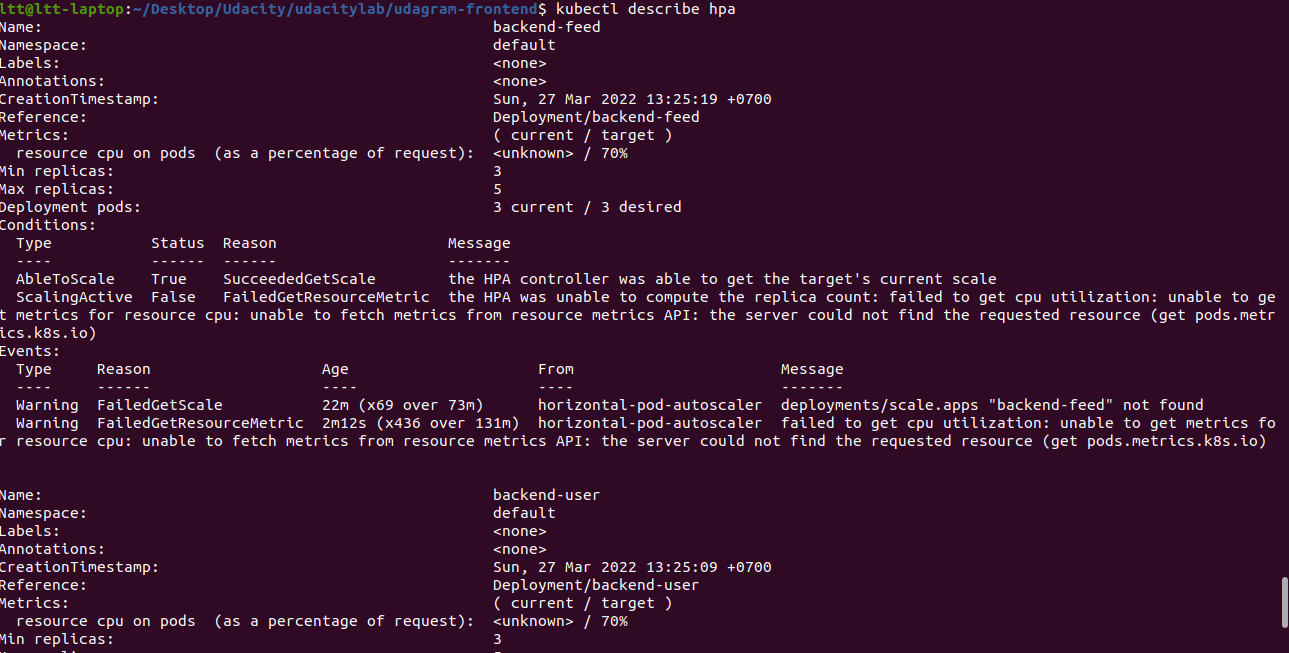 ltt@ltt-laptop:~/Desktop/Udacity/udacitylab/udagram-frontend$ kubectl describe hpa
Name: backend-feed
Namespace: default
Labels: <none>
Annotations: <none>
CreationTimestamp: Sun, 27 Mar 2022 13:25:19 +0700
Reference: Deployment/backend-feed
Metrics: ( current / target )
resource cpu on pods (as a percentage of request): <unknown> / 70%
Min replicas: 3
Max replicas: 5
Deployment pods: 3 current / 3 desired
Conditions:
Type Status Reason Message
---- ------ ------ -------
AbleToScale True SucceededGetScale the HPA controller was able to get the target's current scale
ScalingActive False FailedGetResourceMetric the HPA was unable to compute the replica count: failed to get cpu utilization: unable to ge
t metrics for resource cpu: unable to fetch metrics from resource metrics API: the server could not find the requested resource (get pods.metr
ics.k8s.io)
Events:
Type Reason Age From Message
---- ------ ---- ---- -------
Warning FailedGetScale 22m (x69 over 73m) horizontal-pod-autoscaler deployments/scale.apps "backend-feed" not found
Warning FailedGetResourceMetric 2m12s (x436 over 131m) horizontal-pod-autoscaler failed to get cpu utilization: unable to get metrics fo
r resource cpu: unable to fetch metrics from resource metrics API: the server could not find the requested resource (get pods.metrics.k8s.io)
Name: backend-user
Namespace: default
Labels: <none>
Annotations: <none>
CreationTimestamp: Sun, 27 Mar 2022 13:25:09 +0700
Reference: Deployment/backend-user
Metrics: ( current / target )
resource cpu on pods (as a percentage of request): <unknown> / 70%
Min replicas: 3